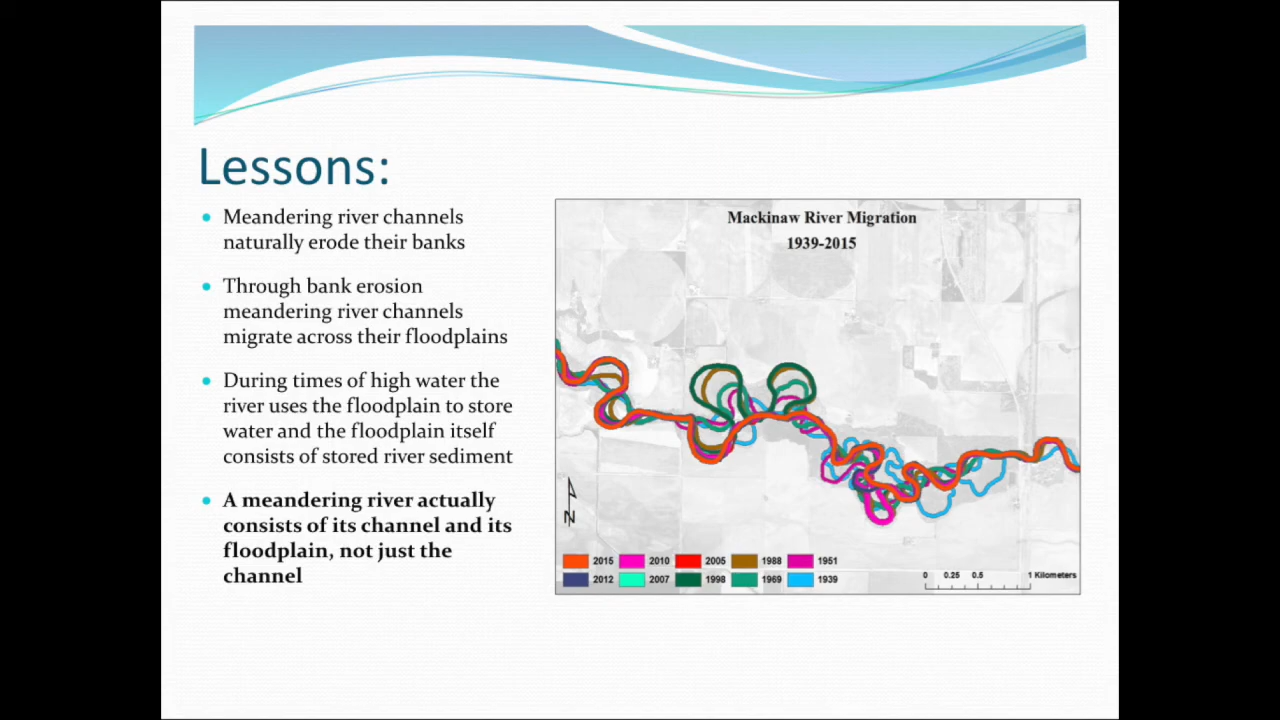 Lessons:
Meandering river channels
naturally erode their banks
Through bank erosion
meandering river channels
migrate across their floodplains
During times of high water the
river uses the floodplain to store
water and the floodplain itself
consists of stored river sediment
A meandering river actually
consists of its channel and its
floodplain, not just the
channel
Mackinaw River Migration
1939-2015
N
2015 2010 2005 1988 1951
2012 2007 1998 1969 1939
0 0.25 0.5 1 Kilometers